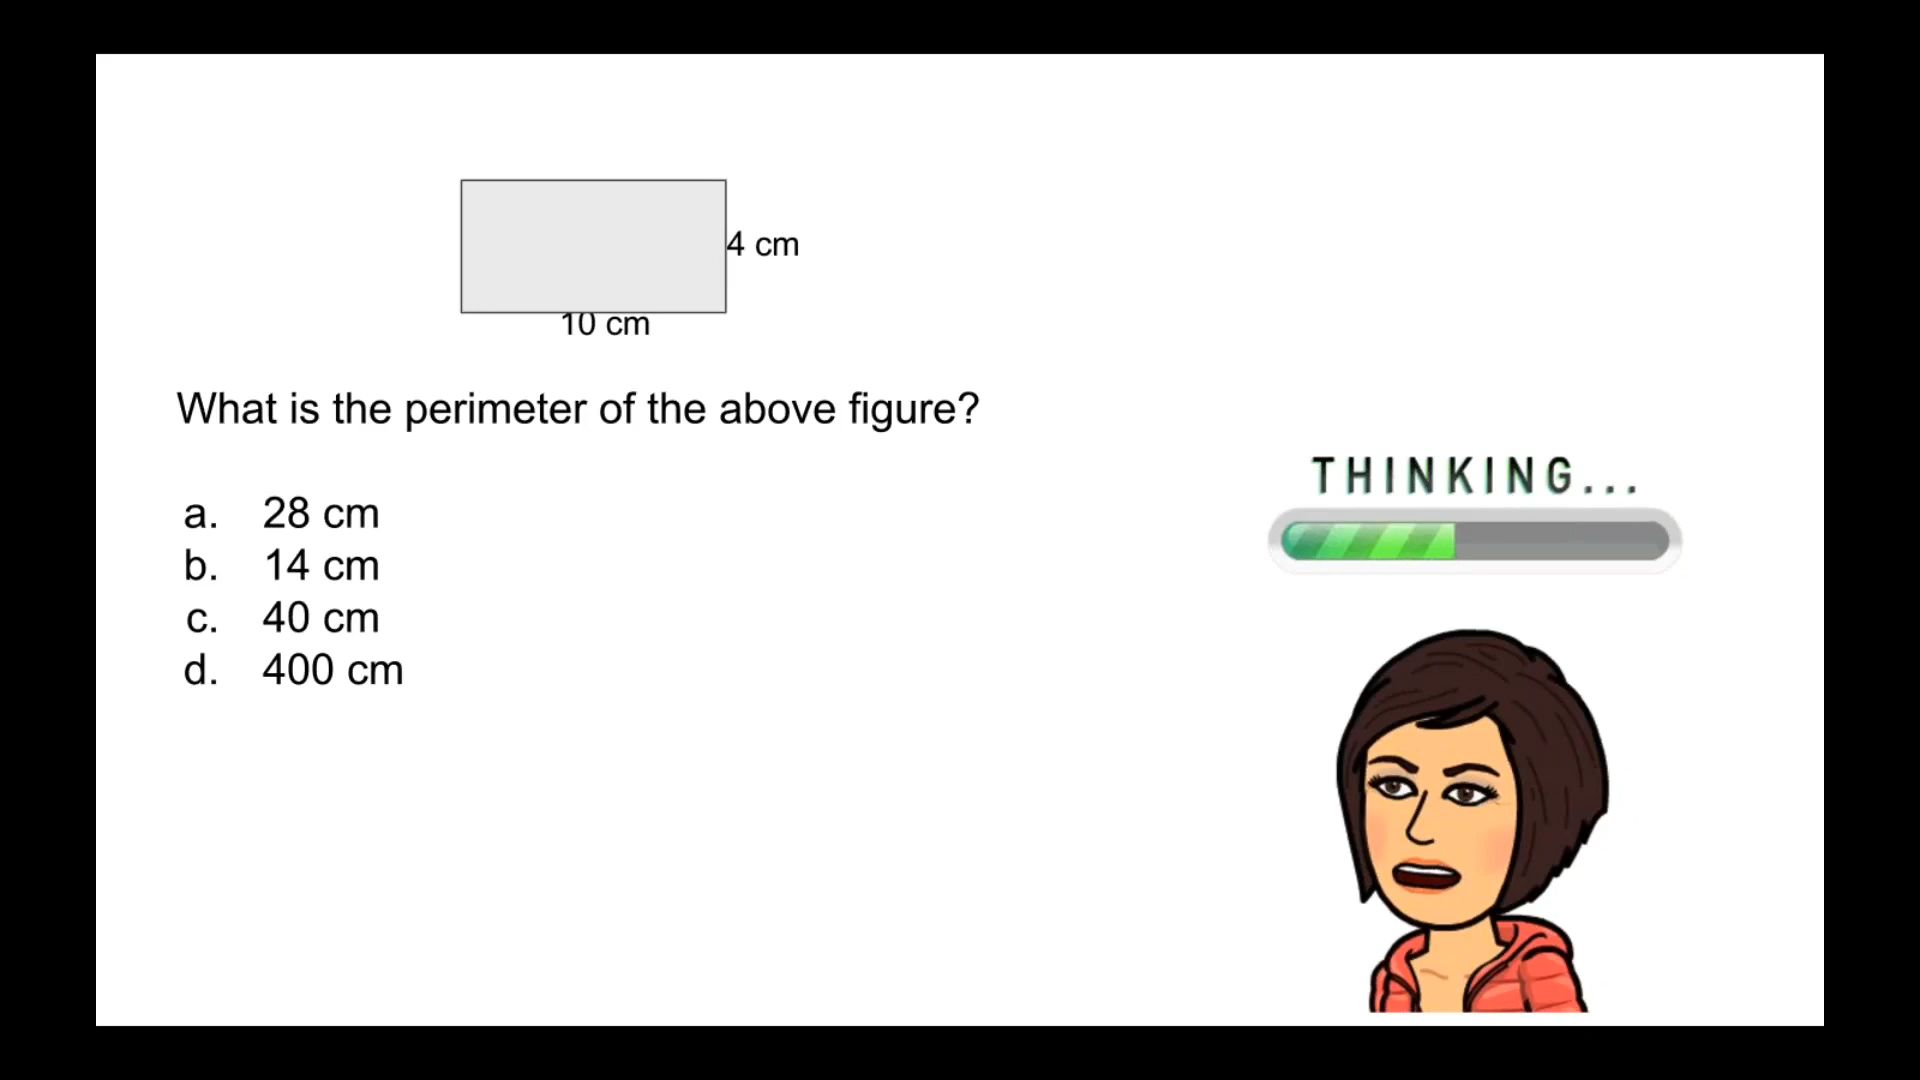 4 cm
10 cm
What is the perimeter of the above figure?
a. 28 cm
b. 14 cm
c. 40 cm
d. 400 cm
THINKING...